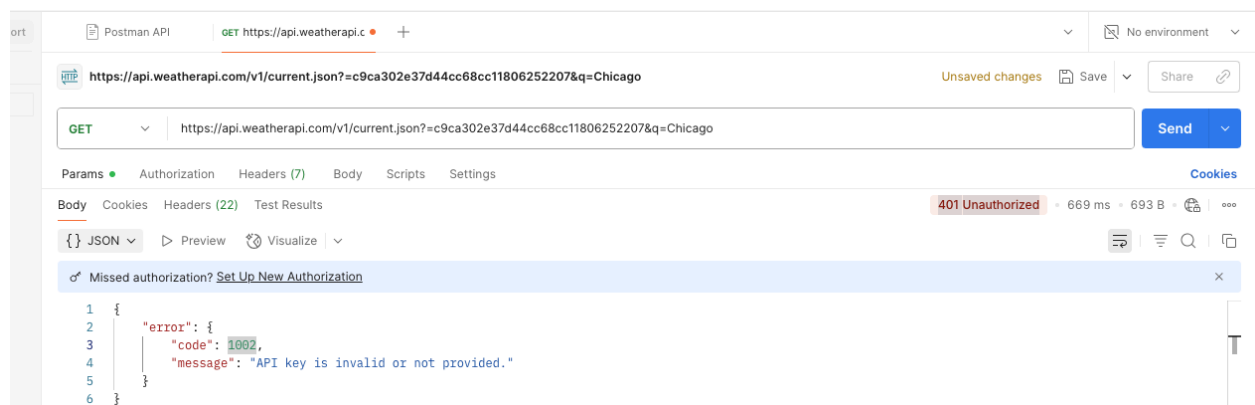 ort
Postman API GET https://api.weatherapi.c No environment
HTTP https://api.weatherapi.com/v1/current.json?=c9ca302e37d44cc68cc11806252207&q=Chicago Unsaved changes Save Share
GET https://api.weatherapi.com/v1/current.json?=c9ca302e37d44cc68cc11806252207&q=Chicago Send
Params Authorization Headers (7) Body Scripts Settings Cookies
Body Cookies Headers (22) Test Results 401 Unauthorized 669 ms 693 B
{} JSON Preview Visualize
Missed authorization? Set Up New Authorization
1 {
2 "error": {
3 "code": 1002,
4 "message": "API key is invalid or not provided."
5 }
6 }